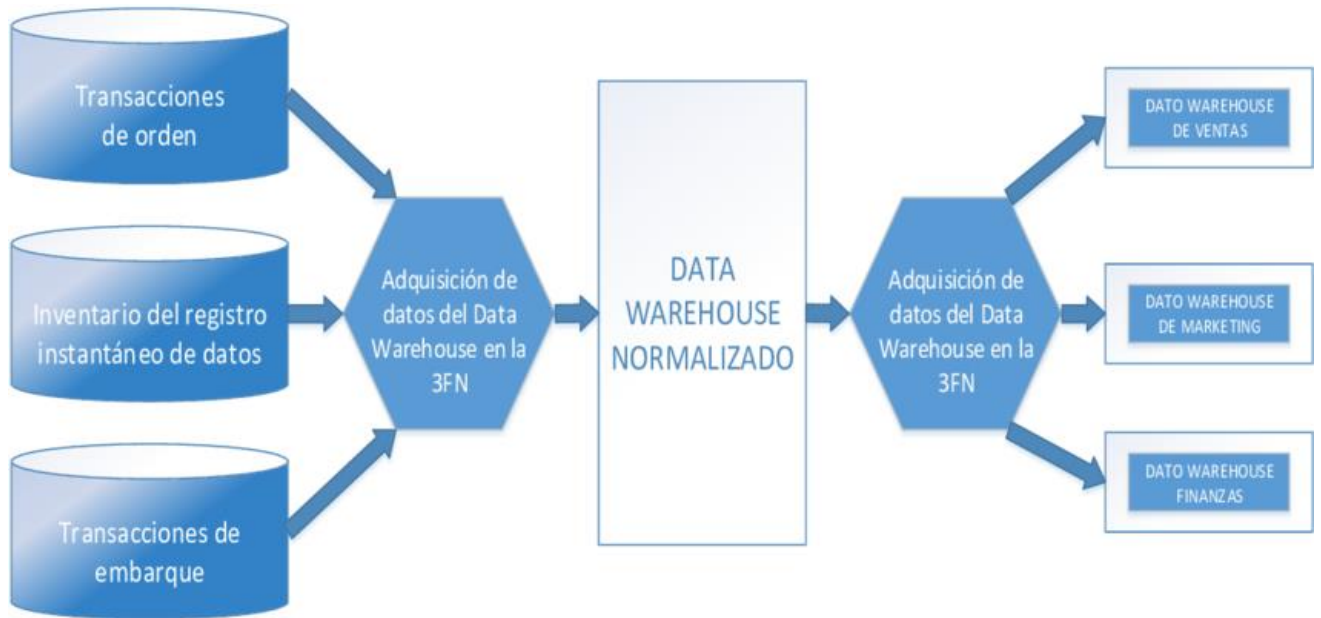 Transacciones
de orden
Inventario del registro
instantáneo de datos
Transacciones de
embarque
Adquisición de
datos del Data
Warehouse en la
3FN
DATA
WAREHOUSE
NORMALIZADO
Adquisición de
datos del Data
Warehouse en la
3FN
DATO WAREHOUSE
DE VENTAS
DATO WAREHOUSE
DE MARKETING
DATO WAREHOUSE
FINANZAS